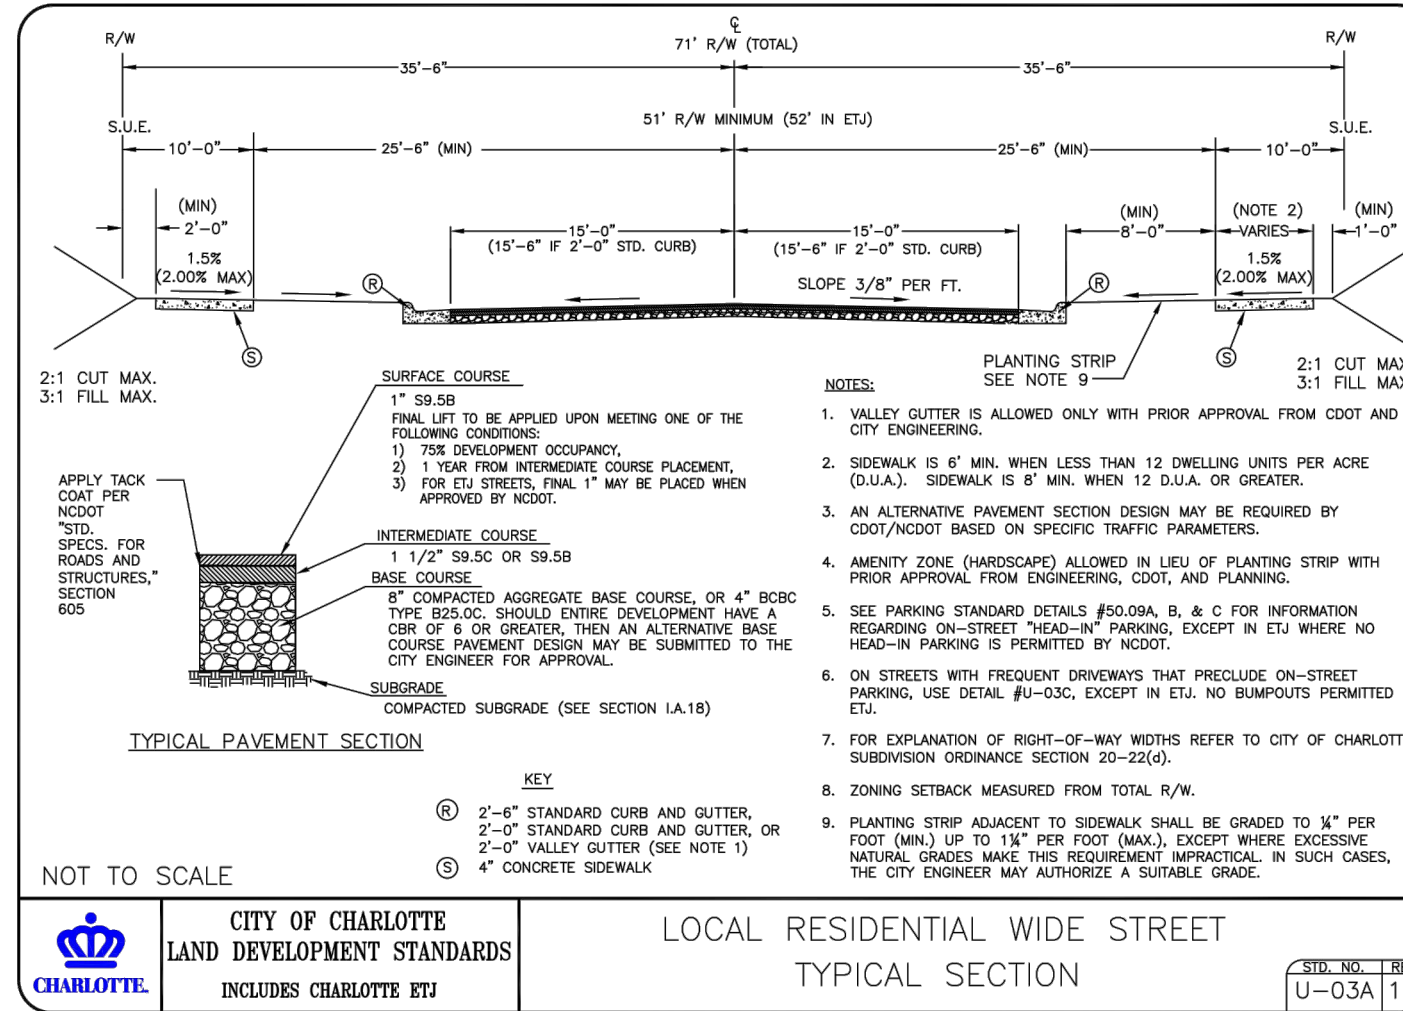 ℄
R/W
71' R/W (TOTAL)
R/W
35'-6"
35'-6"
51' R/W MINIMUM (52' IN ETJ)
S.U.E.
S.U.E.
10'-0"
25'-6" (MIN)
25'-6" (MIN)
10'-0"
(MIN)
2'-0"
15'-0"
(15'-6" IF 2'-0" STD. CURB)
15'-0"
(15'-6" IF 2'-0" STD. CURB)
(MIN)
8'-0"
(NOTE 2)
VARIES
(MIN)
1'-0"
1.5%
(2.00% MAX)
1.5%
(2.00% MAX)
R
SLOPE 3/8" PER FT.
R
S
S
PLANTING STRIP
SEE NOTE 9
2:1 CUT MAX.
3:1 FILL MAX.
2:1 CUT MAX
3:1 FILL MAX
SURFACE COURSE
1" S9.5B
FINAL LIFT TO BE APPLIED UPON MEETING ONE OF THE
FOLLOWING CONDITIONS:
1) 75% DEVELOPMENT OCCUPANCY,
2) 1 YEAR FROM INTERMEDIATE COURSE PLACEMENT,
3) FOR ETJ STREETS, FINAL 1" MAY BE PLACED WHEN
APPROVED BY NCDOT.
APPLY TACK
COAT PER
NCDOT
"STD.
SPECS. FOR
ROADS AND
STRUCTURES,"
SECTION
605
INTERMEDIATE COURSE
1 1/2" S9.5C OR S9.5B
BASE COURSE
8" COMPACTED AGGREGATE BASE COURSE, OR 4" BCBC
TYPE B25.0C. SHOULD ENTIRE DEVELOPMENT HAVE A
CBR OF 6 OR GREATER, THEN AN ALTERNATIVE BASE
COURSE PAVEMENT DESIGN MAY BE SUBMITTED TO THE
CITY ENGINEER FOR APPROVAL.
SUBGRADE
COMPACTED SUBGRADE (SEE SECTION I.A.18)
TYPICAL PAVEMENT SECTION
KEY
R 2'-6" STANDARD CURB AND GUTTER,
2'-0" STANDARD CURB AND GUTTER, OR
2'-0" VALLEY GUTTER (SEE NOTE 1)
S 4" CONCRETE SIDEWALK
NOT TO SCALE
NOTES:
1. VALLEY GUTTER IS ALLOWED ONLY WITH PRIOR APPROVAL FROM CDOT AND
CITY ENGINEERING.
2. SIDEWALK IS 6' MIN. WHEN LESS THAN 12 DWELLING UNITS PER ACRE
(D.U.A.). SIDEWALK IS 8' MIN. WHEN 12 D.U.A. OR GREATER.
3. AN ALTERNATIVE PAVEMENT SECTION DESIGN MAY BE REQUIRED BY
CDOT/NCDOT BASED ON SPECIFIC TRAFFIC PARAMETERS.
4. AMENITY ZONE (HARDSCAPE) ALLOWED IN LIEU OF PLANTING STRIP WITH
PRIOR APPROVAL FROM ENGINEERING, CDOT, AND PLANNING.
5. SEE PARKING STANDARD DETAILS #50.09A, B, & C FOR INFORMATION
REGARDING ON-STREET "HEAD-IN" PARKING, EXCEPT IN ETJ WHERE NO
HEAD-IN PARKING IS PERMITTED BY NCDOT.
6. ON STREETS WITH FREQUENT DRIVEWAYS THAT PRECLUDE ON-STREET
PARKING, USE DETAIL #U-03C, EXCEPT IN ETJ. NO BUMPOUTS PERMITTED
ETJ.
7. FOR EXPLANATION OF RIGHT-OF-WAY WIDTHS REFER TO CITY OF CHARLOTT
SUBDIVISION ORDINANCE SECTION 20-22(d).
8. ZONING SETBACK MEASURED FROM TOTAL R/W.
9. PLANTING STRIP ADJACENT TO SIDEWALK SHALL BE GRADED TO ¼" PER
FOOT (MIN.) UP TO 1¼" PER FOOT (MAX.), EXCEPT WHERE EXCESSIVE
NATURAL GRADES MAKE THIS REQUIREMENT IMPRACTICAL. IN SUCH CASES,
THE CITY ENGINEER MAY AUTHORIZE A SUITABLE GRADE.
CHARLOTTE.
CITY OF CHARLOTTE
LAND DEVELOPMENT STANDARDS
INCLUDES CHARLOTTE ETJ
LOCAL RESIDENTIAL WIDE STREET
TYPICAL SECTION
STD. NO. RE
U-03A 1